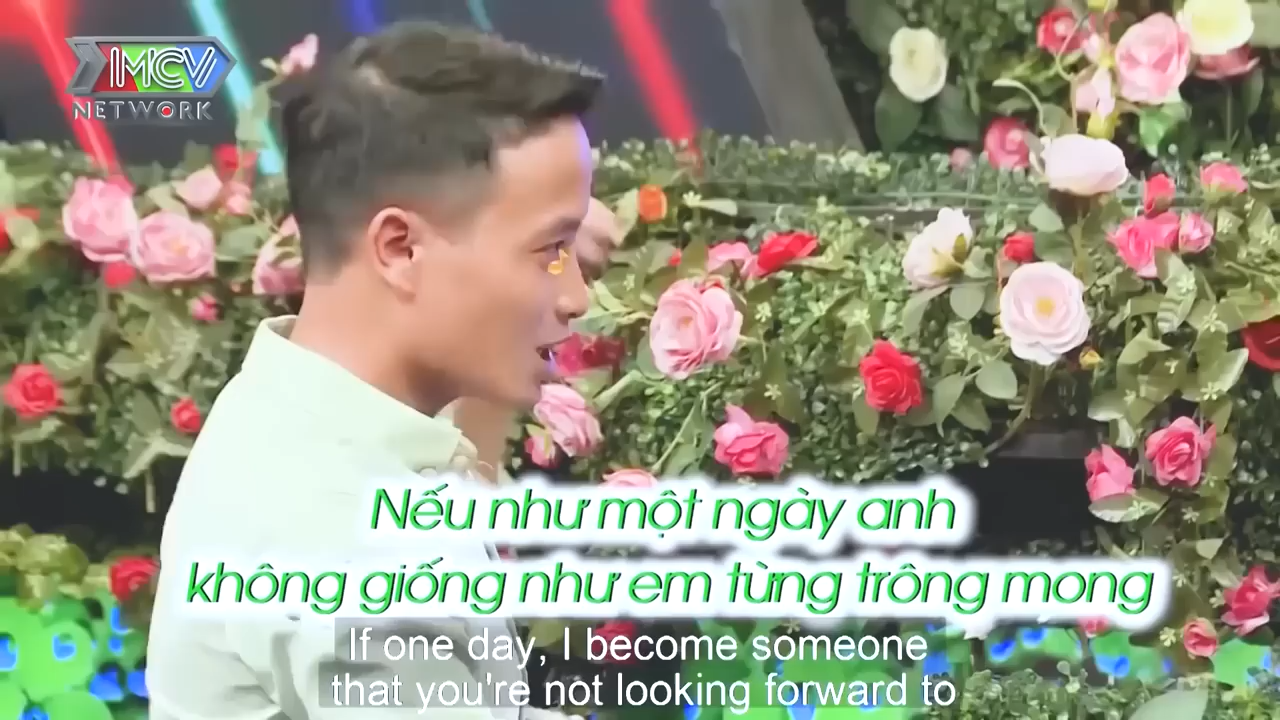 MCV
NETWORK
Nếu như một ngày anh
không giống như em từng trông mong
If one day, I become someone
that you're not looking forward to